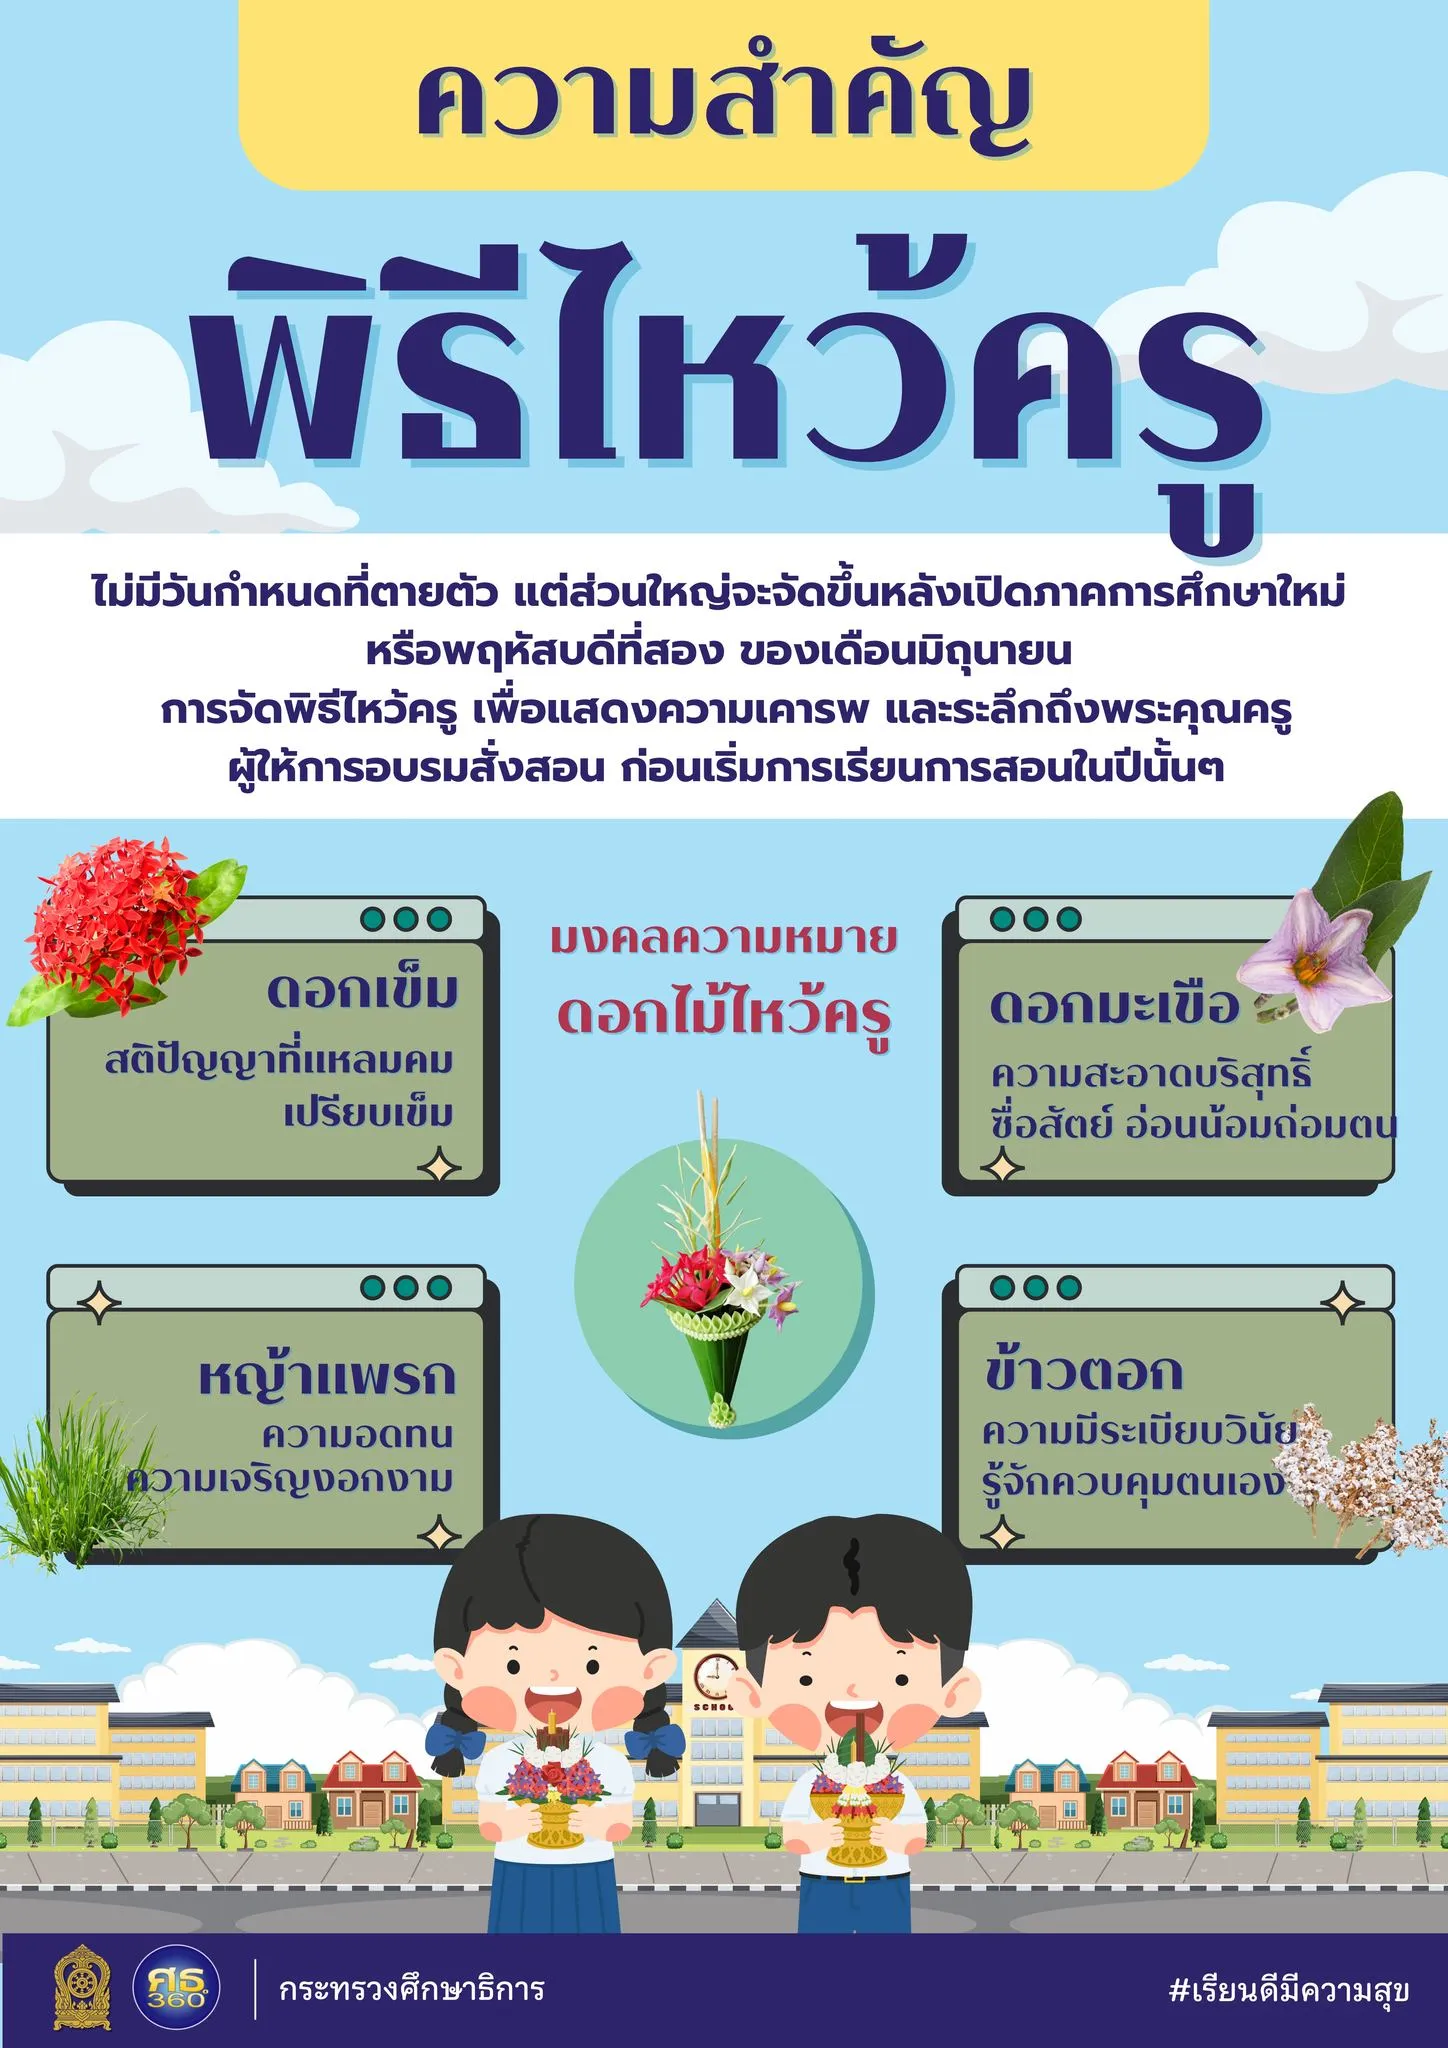 ความสำคัญ
พิธีไหว้ครู
ไม่มีวันกำหนดที่ตายตัว แต่ส่วนใหญ่จะจัดขึ้นหลังเปิดภาคการศึกษาใหม่
หรือพฤหัสบดีที่สอง ของเดือนมิถุนายน
การจัดพิธีไหว้ครู เพื่อแสดงความเคารพ และระลึกถึงพระคุณครู
ผู้ให้การอบรมสั่งสอน ก่อนเริ่มการเรียนการสอนในปีนั้นๆ
มงคลความหมาย
ดอกไม้ไหว้ครู
ดอกเข็ม
สติปัญญาที่แหลมคม
เปรียบเข็ม
ดอกมะเขือ
ความสะอาดบริสุทธิ์
ซื่อสัตย์ อ่อนน้อมถ่อมตน
หญ้าแพรก
ความอดทน
ความเจริญงอกงาม
ข้าวตอก
ความมีระเบียบวินัย
รู้จักควบคุมตนเอง
SCHOOL
ศธ.
360°
กระทรวงศึกษาธิการ
#เรียนดีมีความสุข